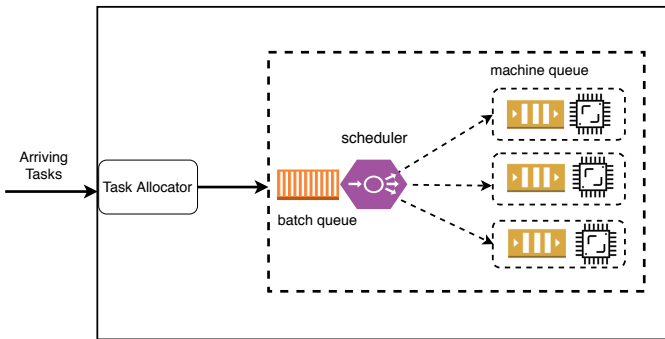 Arriving
Tasks
Task Allocator
batch queue
scheduler
machine queue